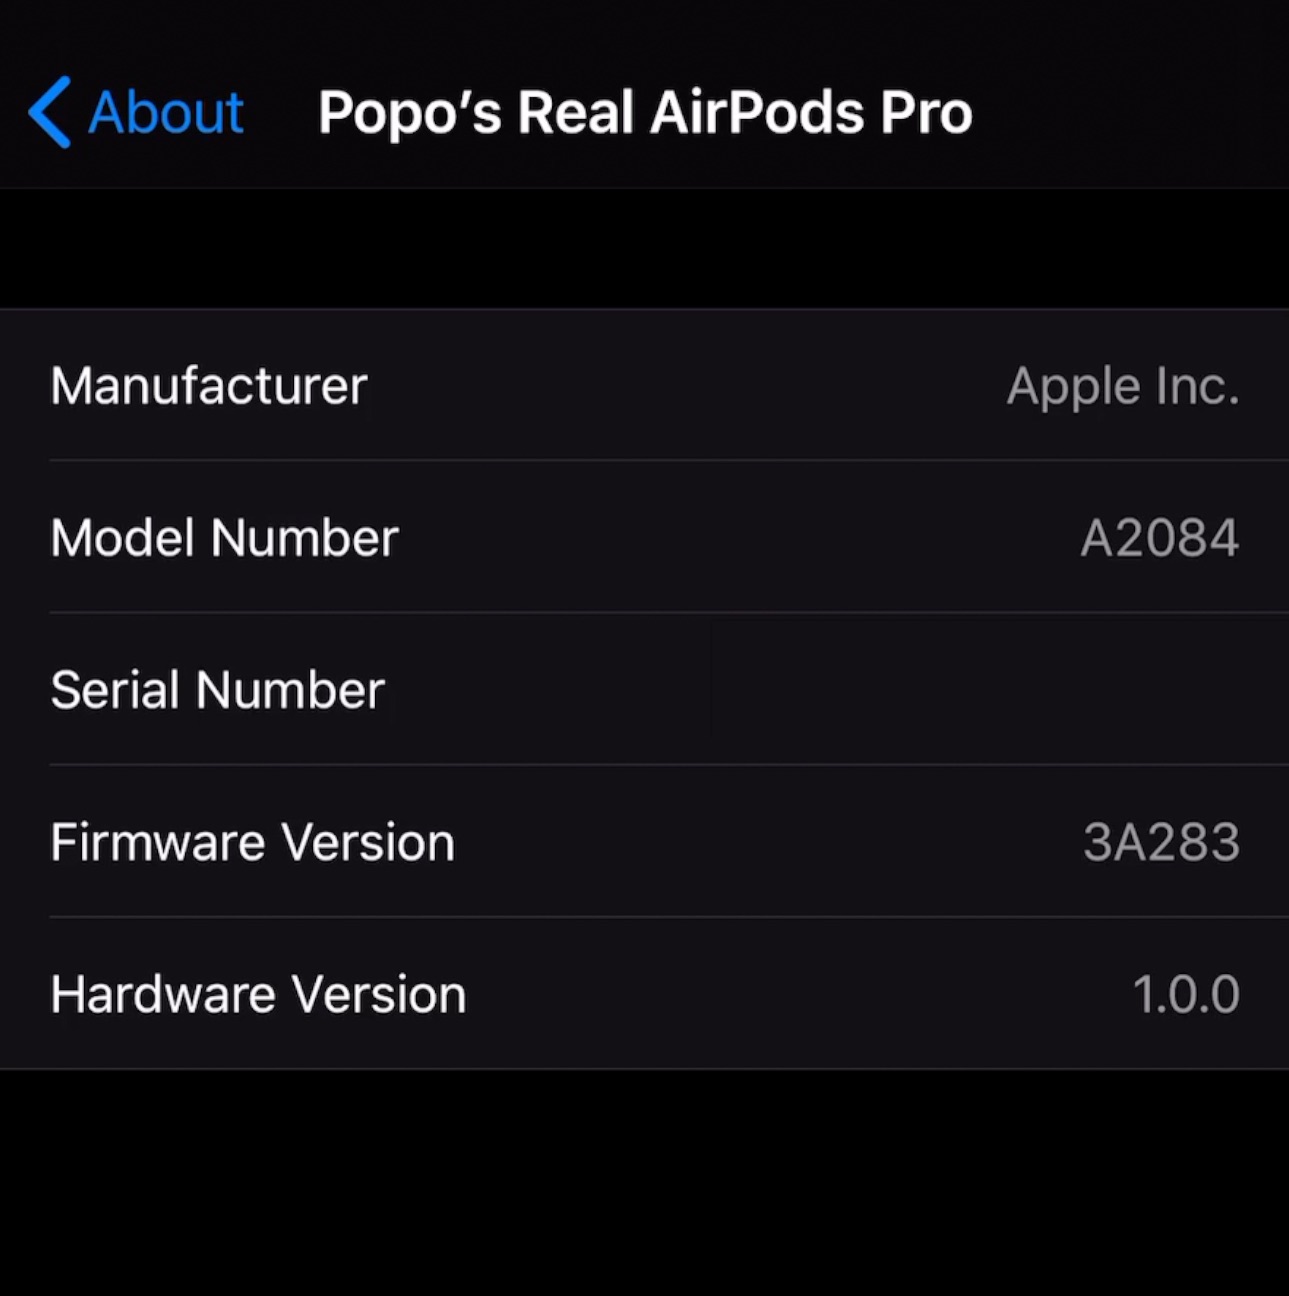 About Popo’s Real AirPods Pro
Manufacturer Apple Inc.
Model Number A2084
Serial Number
Firmware Version 3A283
Hardware Version 1.0.0